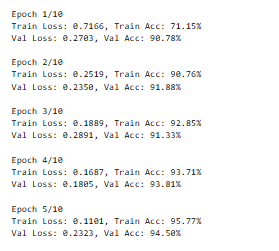 Epoch 1/10
Train Loss: 0.7166, Train Acc: 71.15%
Val Loss: 0.2703, Val Acc: 90.78%
Epoch 2/10
Train Loss: 0.2519, Train Acc: 90.76%
Val Loss: 0.2350, Val Acc: 91.88%
Epoch 3/10
Train Loss: 0.1889, Train Acc: 92.85%
Val Loss: 0.2891, Val Acc: 91.33%
Epoch 4/10
Train Loss: 0.1687, Train Acc: 93.71%
Val Loss: 0.1805, Val Acc: 93.81%
Epoch 5/10
Train Loss: 0.1101, Train Acc: 95.77%
Val Loss: 0.2323, Val Acc: 94.50%